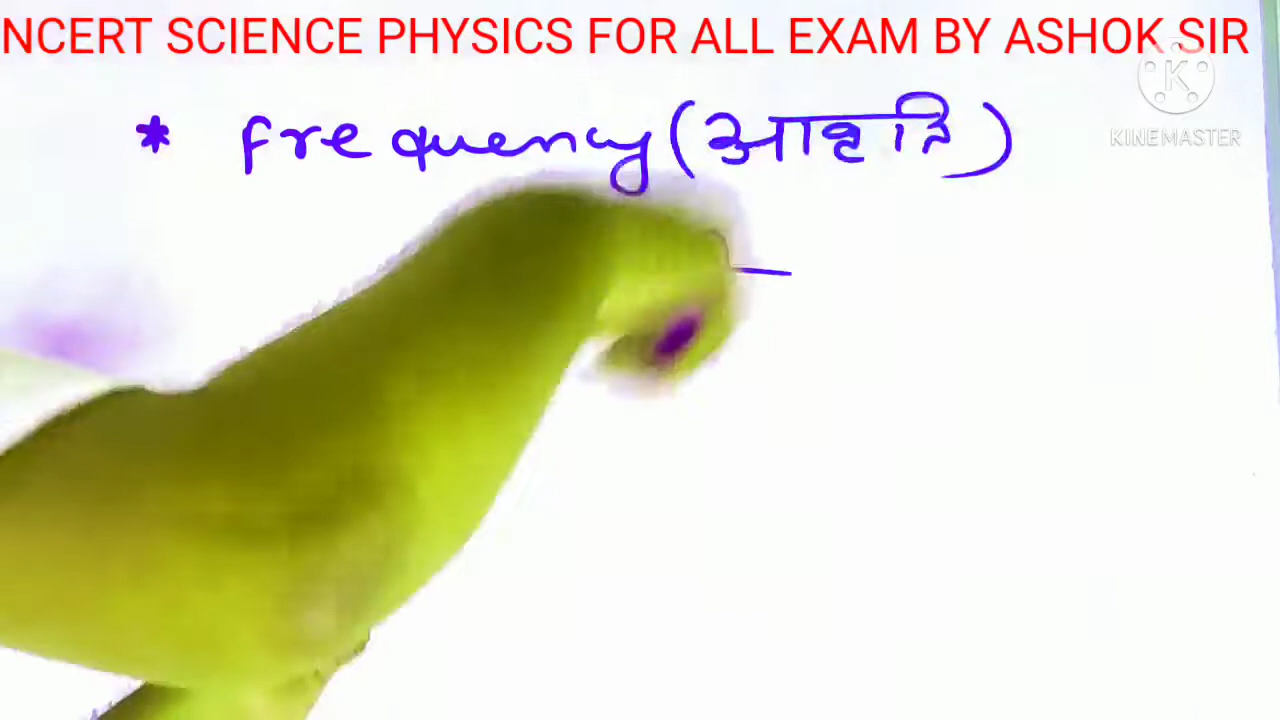 NCERT SCIENCE PHYSICS FOR ALL EXAM BY ASHOK SIR
K
KINEMASTER
* frequency (आवृत्ति)